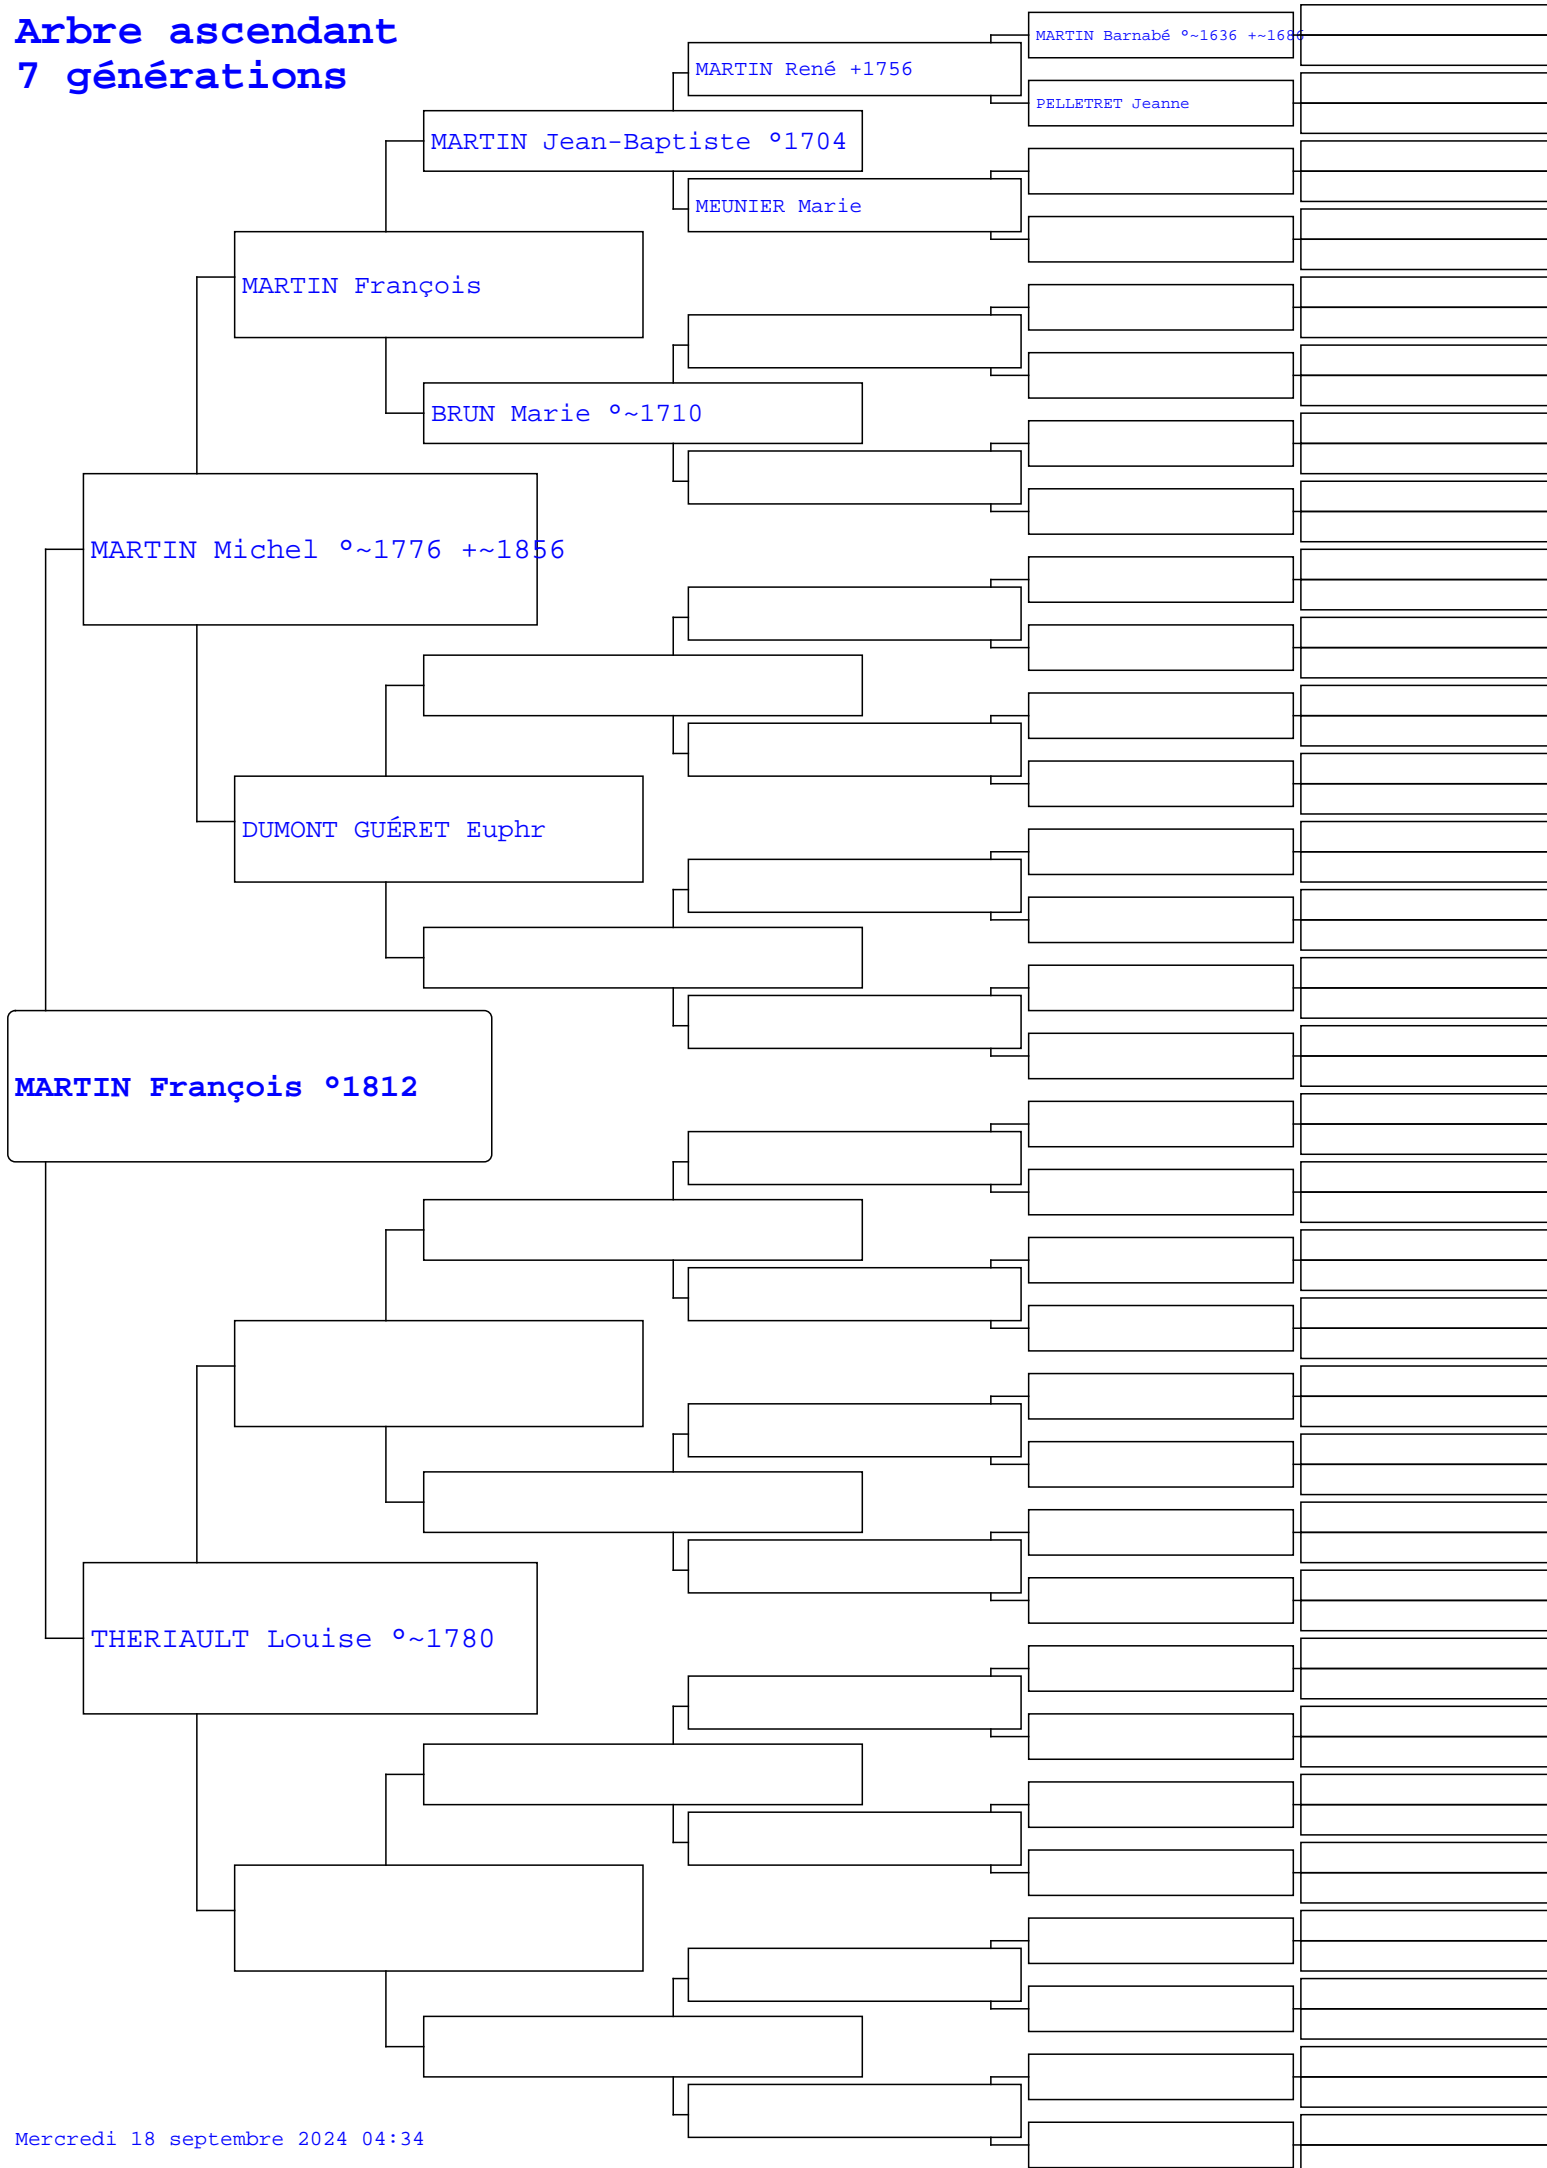 Arbre ascendant
7 générations
MARTIN Barnabé °~1636 +~1686
MARTIN René +1756
PELLETRET Jeanne
MARTIN Jean-Baptiste °1704
MEUNIER Marie
MARTIN François
BRUN Marie °~1710
MARTIN Michel °~1776 +~1856
DUMONT GUÉRET Euphr
MARTIN François °1812
THERIAULT Louise °~1780
Mercredi 18 septembre 2024 04:34